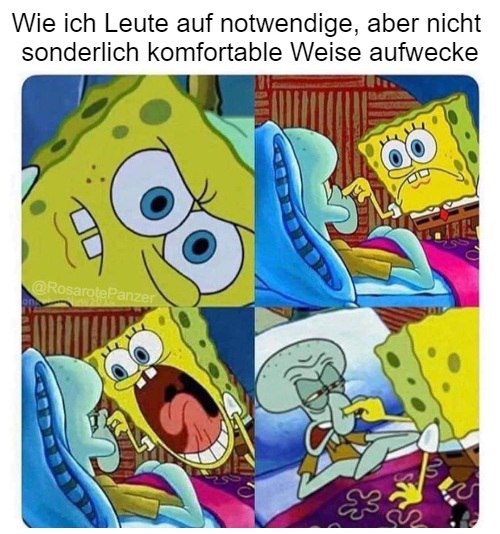 Wie ich Leute auf notwendige, aber nicht
sonderlich komfortable Weise aufwecke
@RosarotePanzer